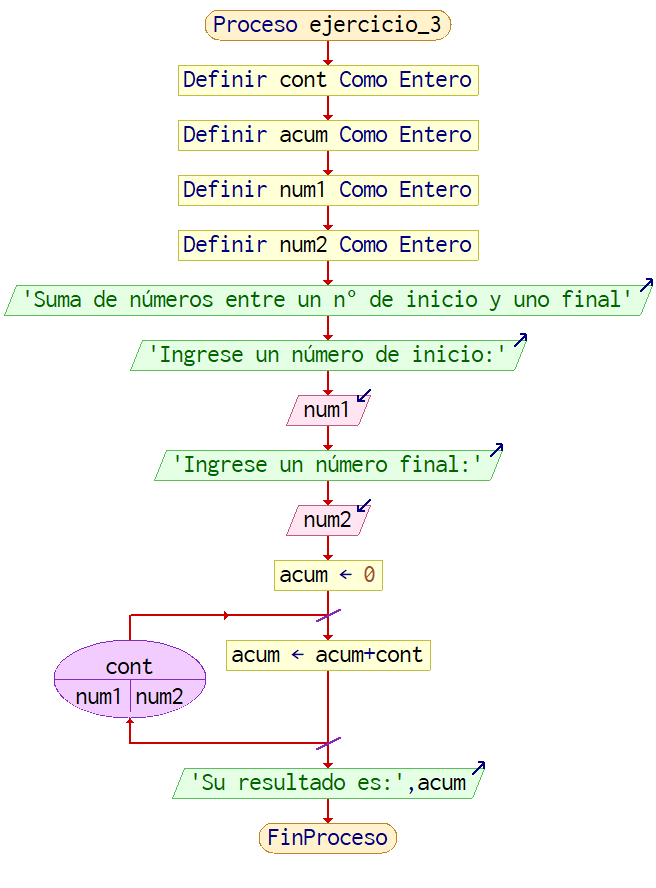 Proceso ejercicio_3
Definir cont Como Entero
Definir acum Como Entero
Definir num1 Como Entero
Definir num2 Como Entero
'Suma de números entre un n° de inicio y uno final'
'Ingrese un número de inicio:'
num1
'Ingrese un número final:'
num2
acum ← 0
cont
num1 num2
acum ← acum+cont
'Su resultado es:',acum
FinProceso